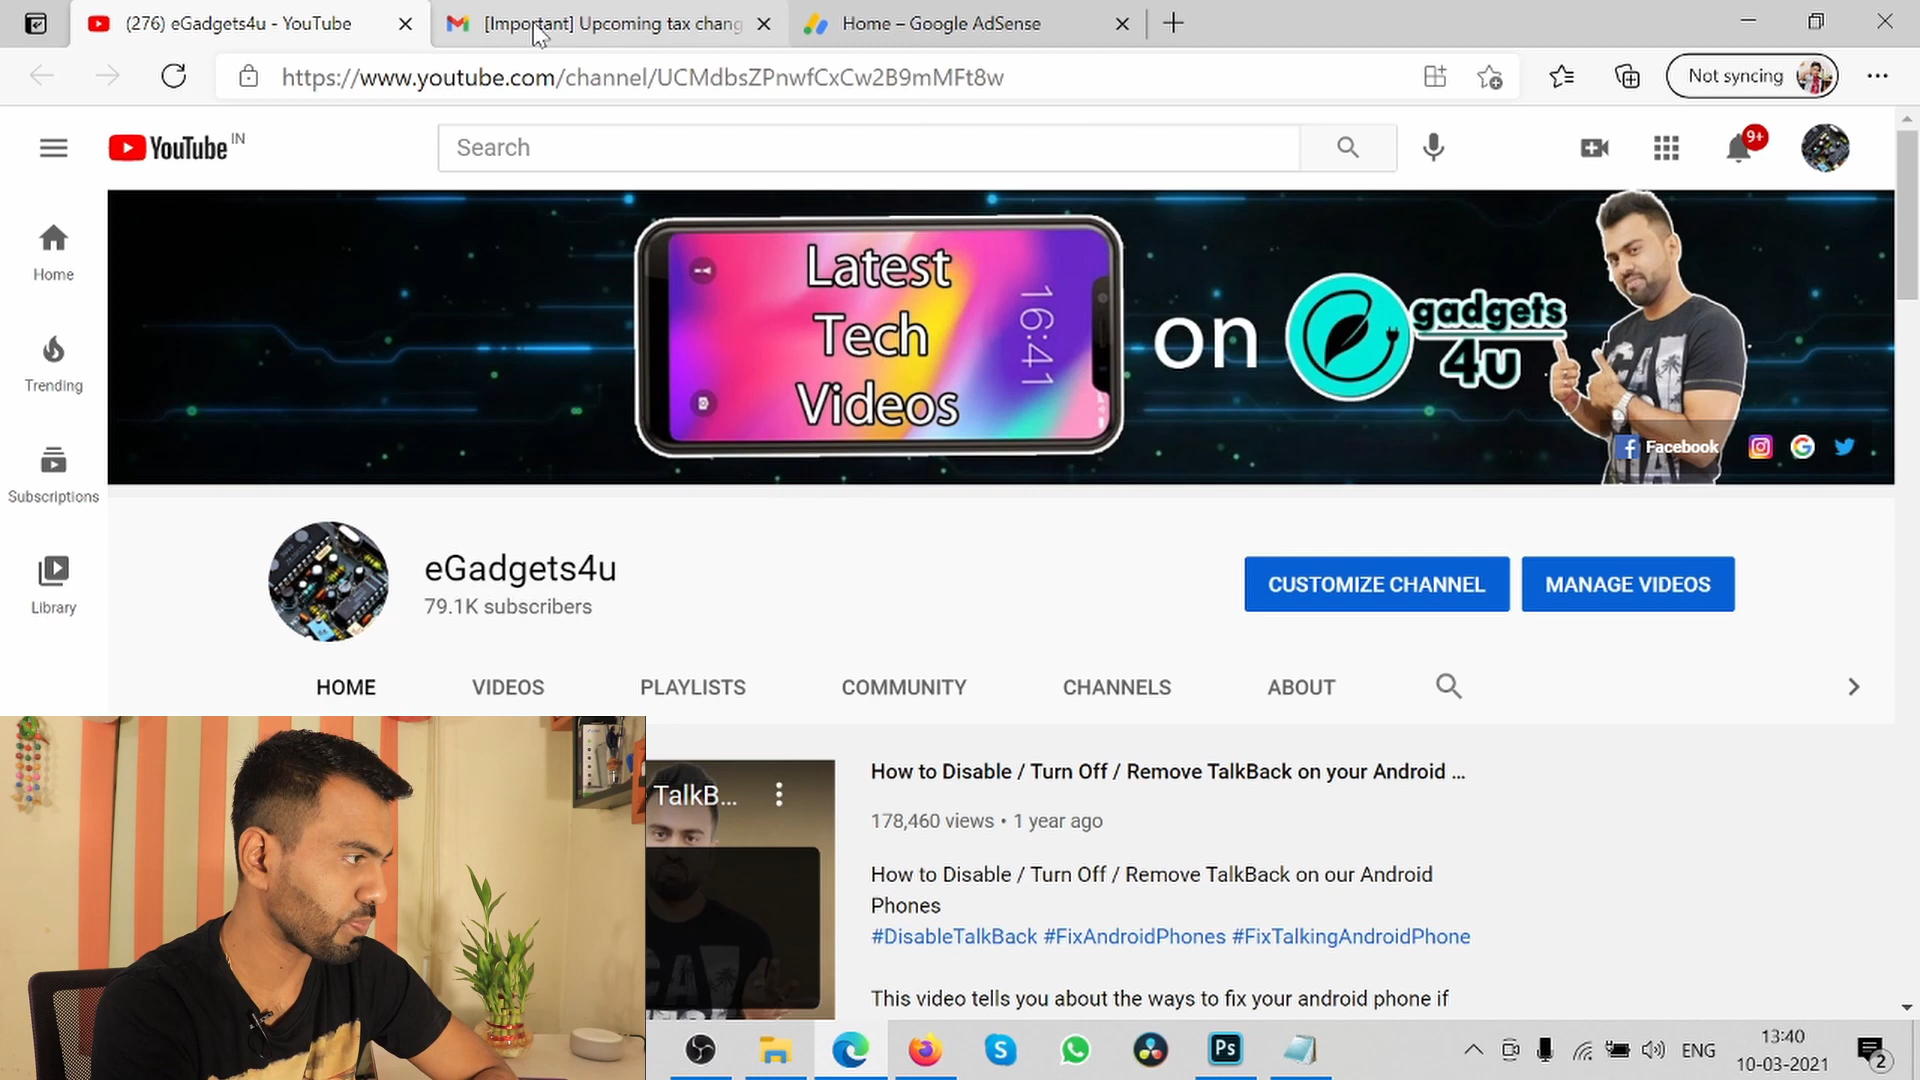 (276) eGadgets4u - YouTube
[Important] Upcoming tax chang
Home – Google AdSense
https://www.youtube.com/channel/UCMdbsZPnwfCxCw2B9mMFt8w
Not syncing
YouTube IN
Search
9+
Home
Trending
Subscriptions
Library
Latest
Tech
Videos
16:41
on
gadgets
4u
Facebook
eGadgets4u
79.1K subscribers
CUSTOMIZE CHANNEL
MANAGE VIDEOS
HOME
VIDEOS
PLAYLISTS
COMMUNITY
CHANNELS
ABOUT
TalkB...
How to Disable / Turn Off / Remove TalkBack on your Android ...
178,460 views • 1 year ago
How to Disable / Turn Off / Remove TalkBack on our Android
Phones
#DisableTalkBack #FixAndroidPhones #FixTalkingAndroidPhone
This video tells you about the ways to fix your android phone if
Ps
ENG
13:40
10-03-2021
2